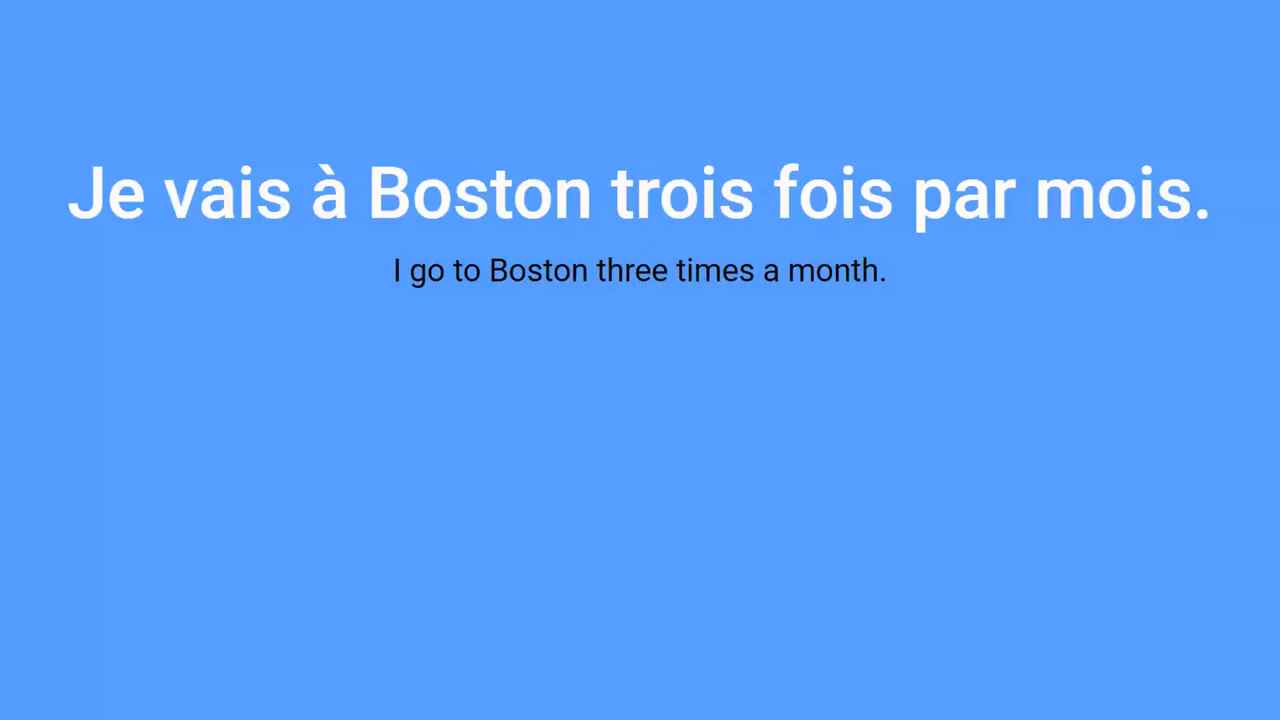 Je vais à Boston trois fois par mois.
I go to Boston three times a month.